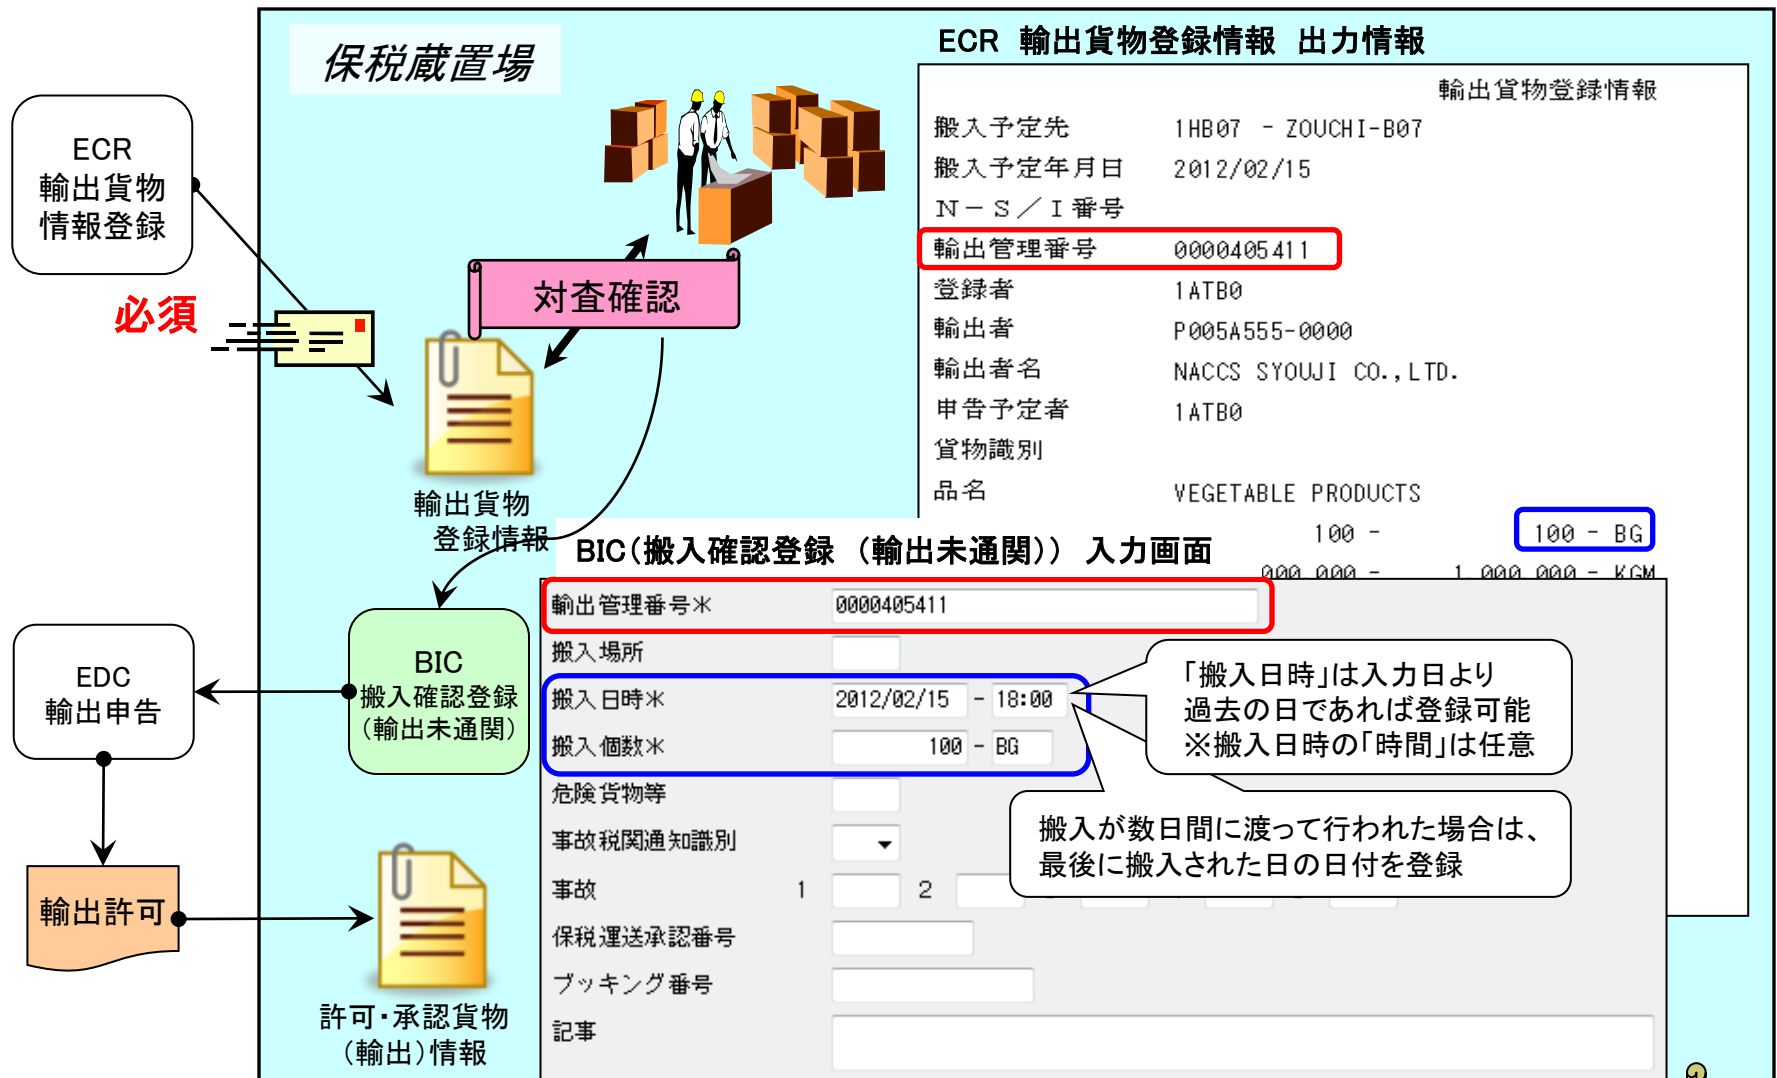 保税蔵置場
ECR
輸出貨物
情報登録
必須
対査確認
輸出貨物
登録情報
BIC
搬入確認登録
(輸出未通関)
EDC
輸出申告
輸出許可
許可・承認貨物
(輸出)情報
ECR 輸出貨物登録情報 出力情報
輸出貨物登録情報
搬入予定先 1HB07 - ZOUCHI-B07
搬入予定年月日 2012/02/15
N-S/I番号
輸出管理番号 0000405411
登録者 1ATB0
輸出者 P005A555-0000
輸出者名 NACCS SYOUJI CO.,LTD.
申告予定者 1ATB0
貨物識別
品名 VEGETABLE PRODUCTS
100 - 100 - BG
000.000 - 1,000.000 - KGM
BIC(搬入確認登録 (輸出未通関)) 入力画面
輸出管理番号* 0000405411
搬入場所
搬入日時* 2012/02/15 - 18:00
搬入個数* 100 - BG
危険貨物等
事故税関通知識別
事故 1 2
保税運送承認番号
ブッキング番号
記事
「搬入日時」は入力日より
過去の日であれば登録可能
※搬入日時の「時間」は任意
搬入が数日間に渡って行われた場合は、
最後に搬入された日の日付を登録